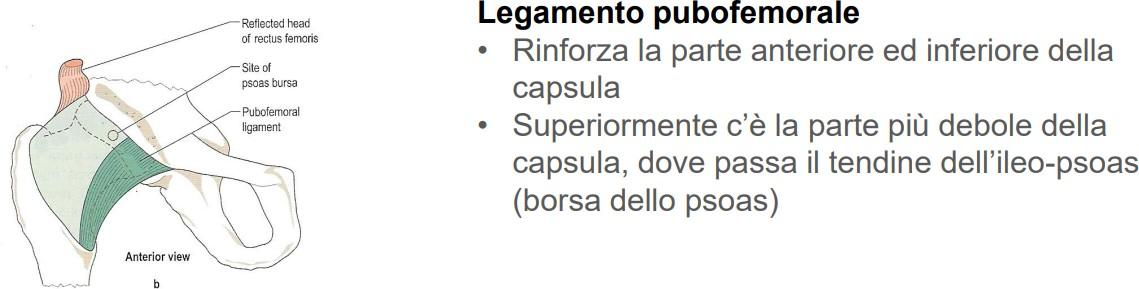 Reflected head
of rectus femoris
Site of
psoas bursa
Pubofemoral
ligament
Anterior view
b
Legamento pubofemorale
• Rinforza la parte anteriore ed inferiore della
capsula
• Superiormente c’è la parte più debole della
capsula, dove passa il tendine dell’ileo-psoas
(borsa dello psoas)